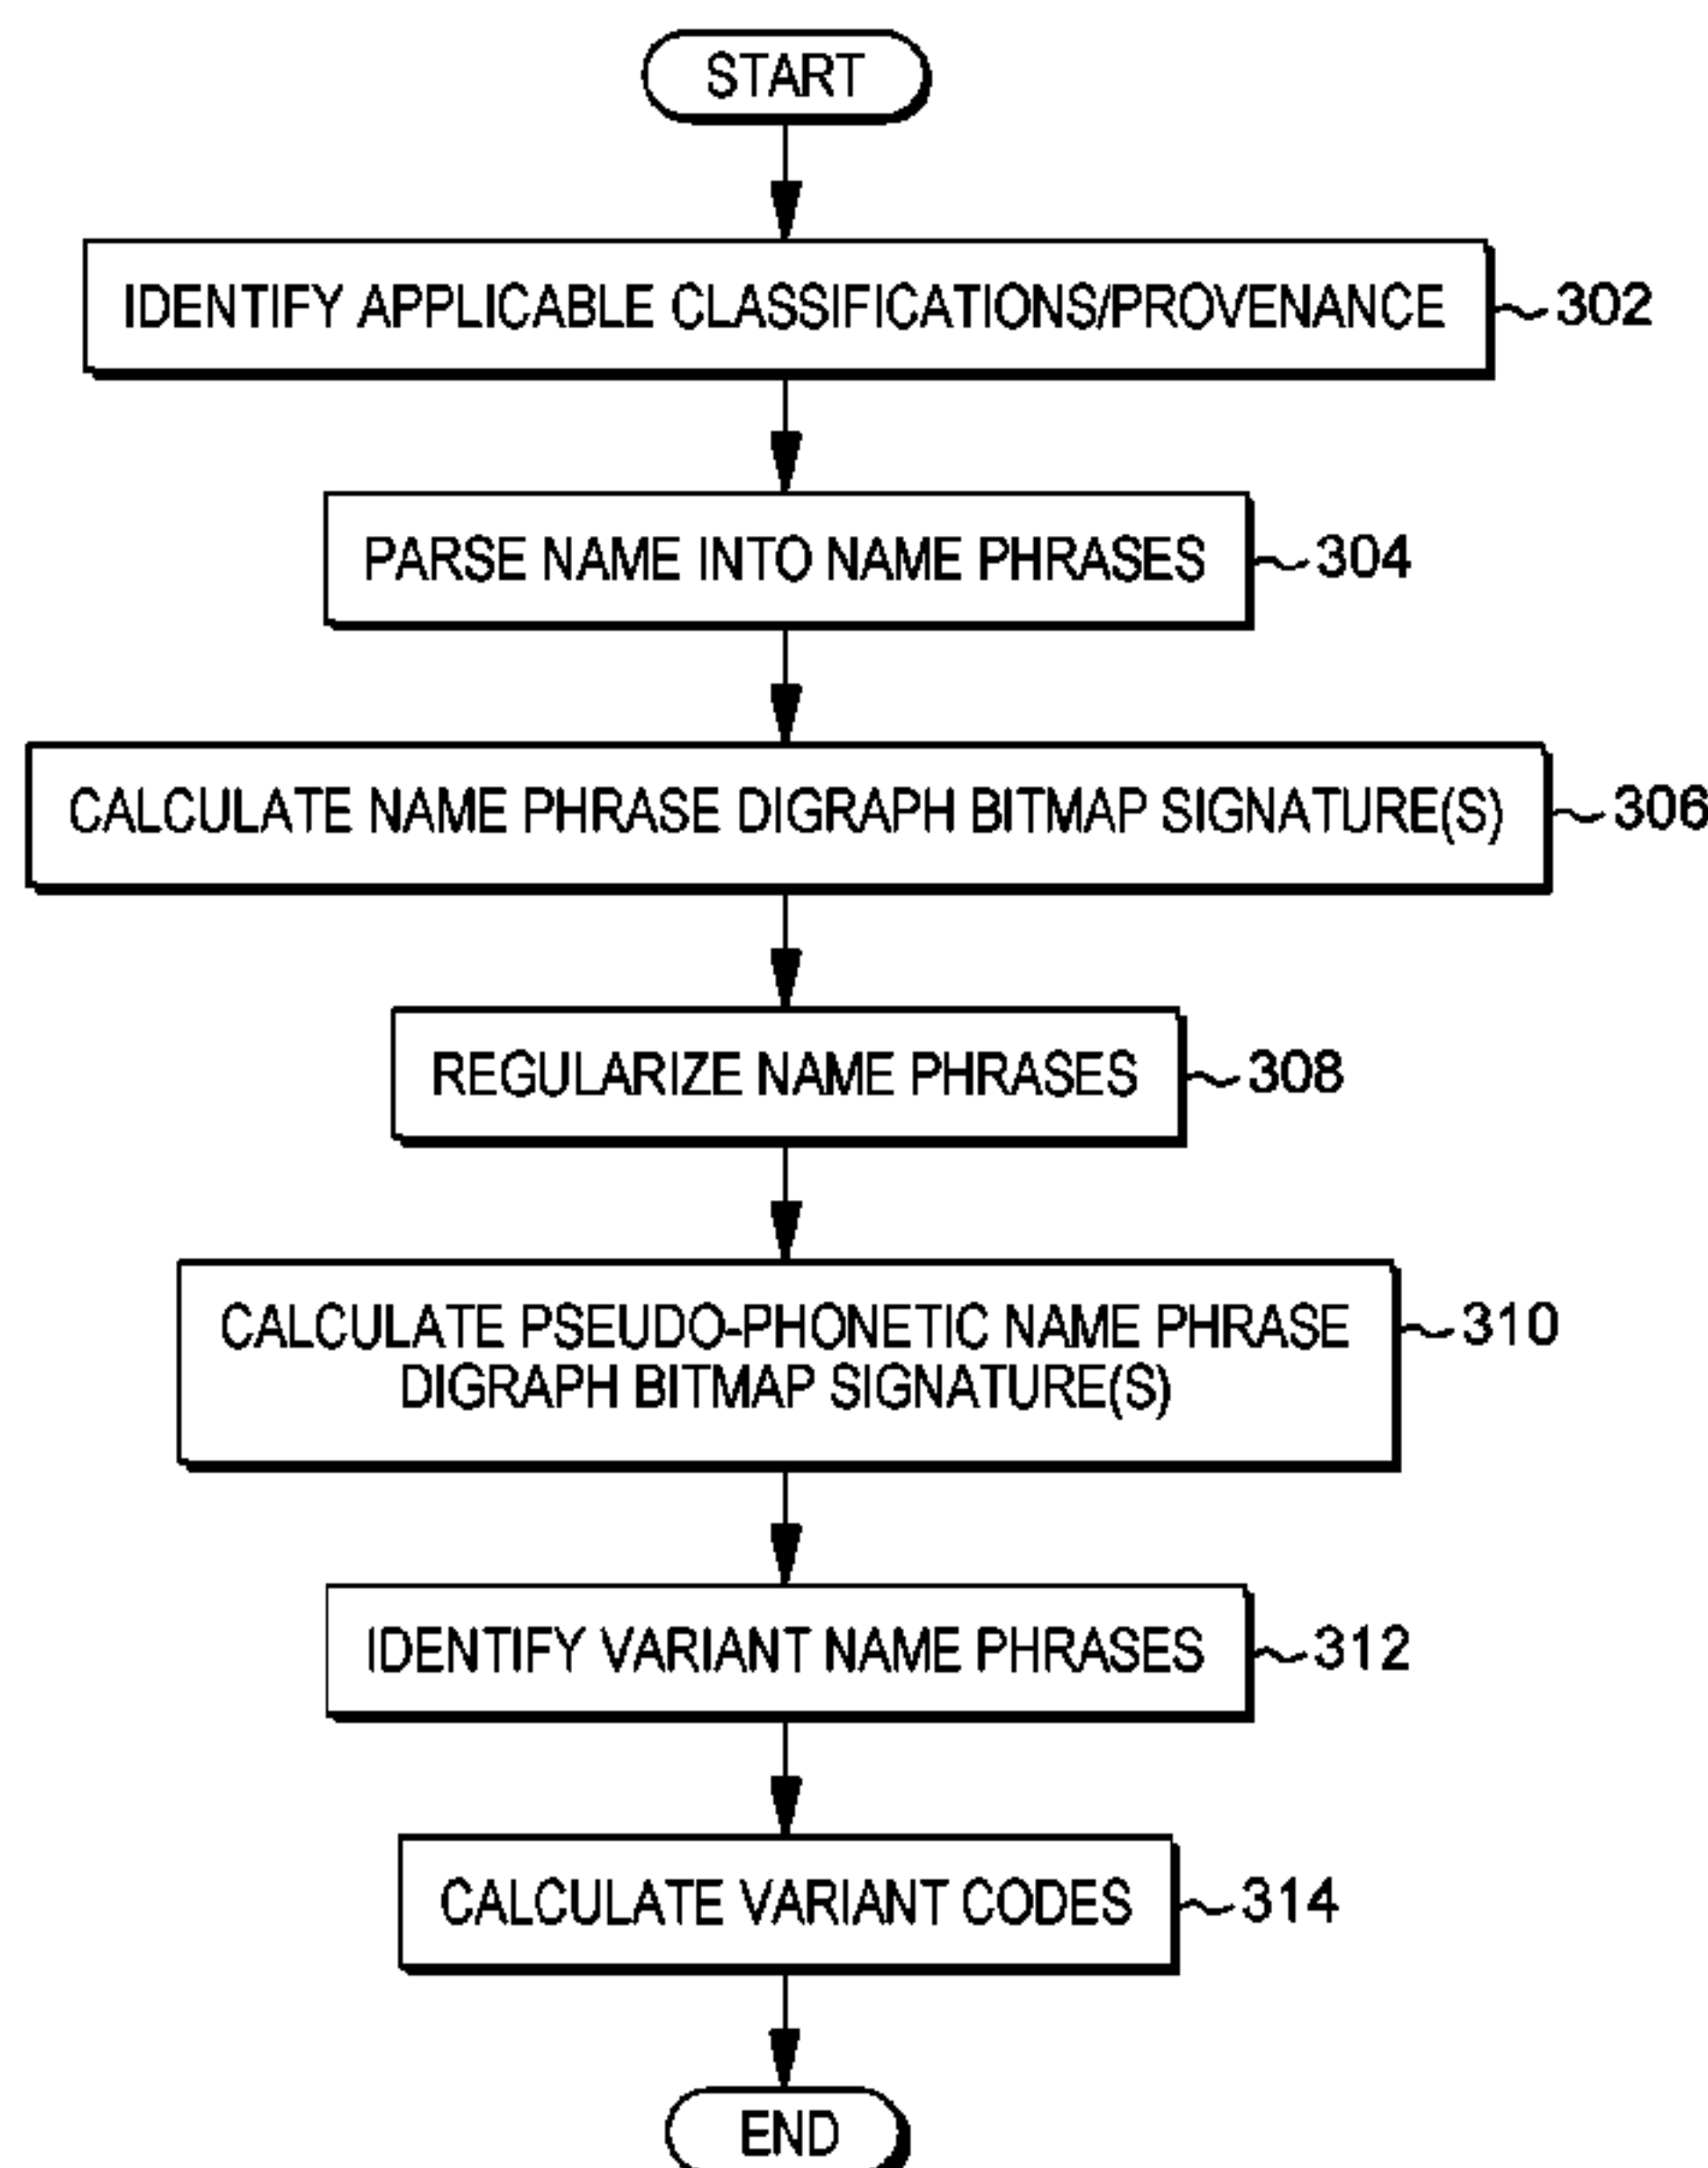 START
IDENTIFY APPLICABLE CLASSIFICATIONS/PROVENANCE
302
PARSE NAME INTO NAME PHRASES
304
CALCULATE NAME PHRASE DIGRAPH BITMAP SIGNATURE(S)
306
REGULARIZE NAME PHRASES
308
CALCULATE PSEUDO-PHONETIC NAME PHRASE
DIGRAPH BITMAP SIGNATURE(S)
310
IDENTIFY VARIANT NAME PHRASES
312
CALCULATE VARIANT CODES
314
END